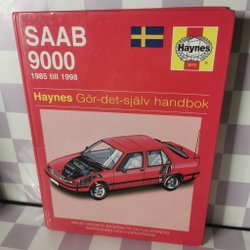 SAAB
9000
1985 till 1998
Haynes
Haynes Gör-det-själv handbok